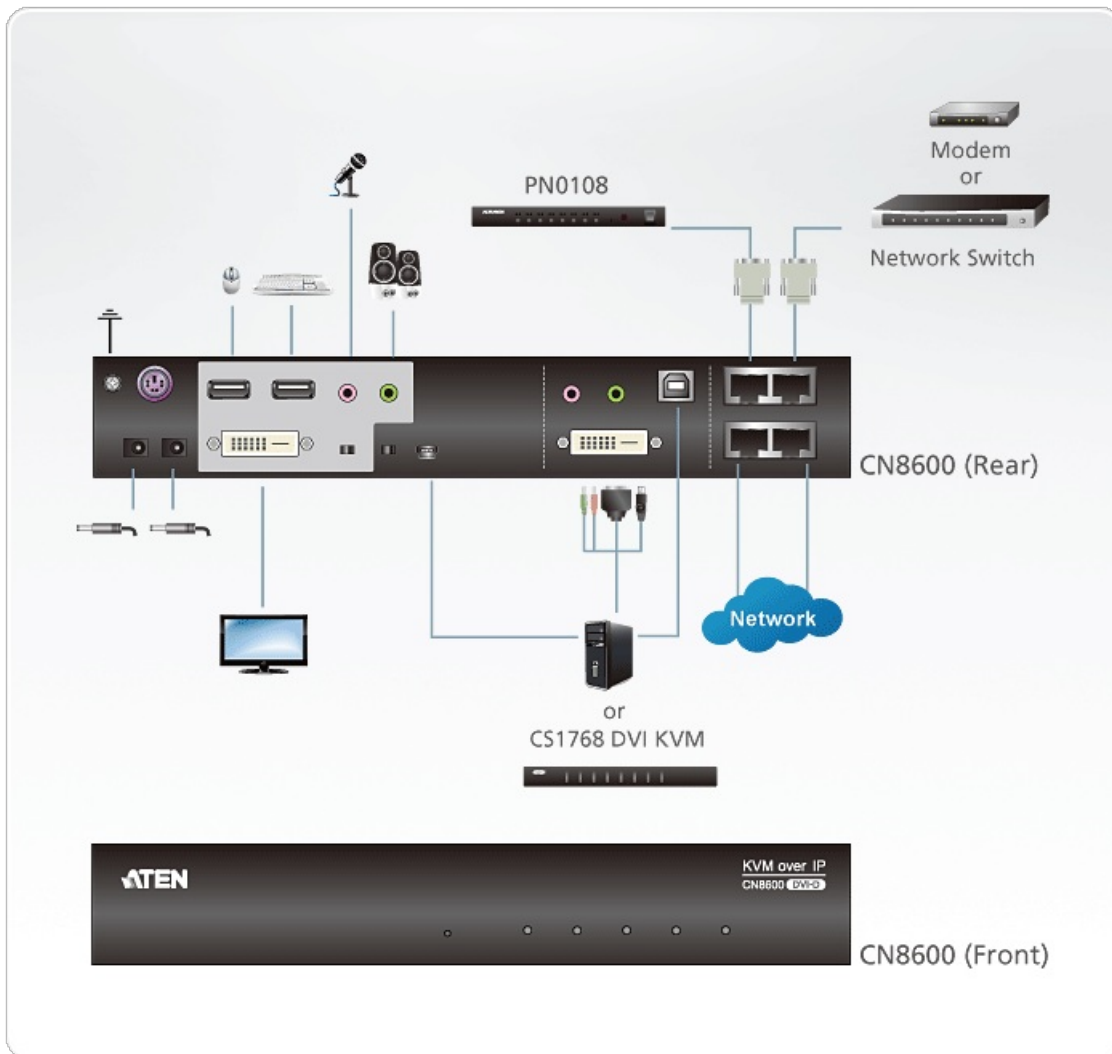 Modem
or
Network Switch
PN0108
CN8600 (Rear)
Network
or
CS1768 DVI KVM
ATEN
KVM over IP
CN8600 DVI-D
CN8600 (Front)